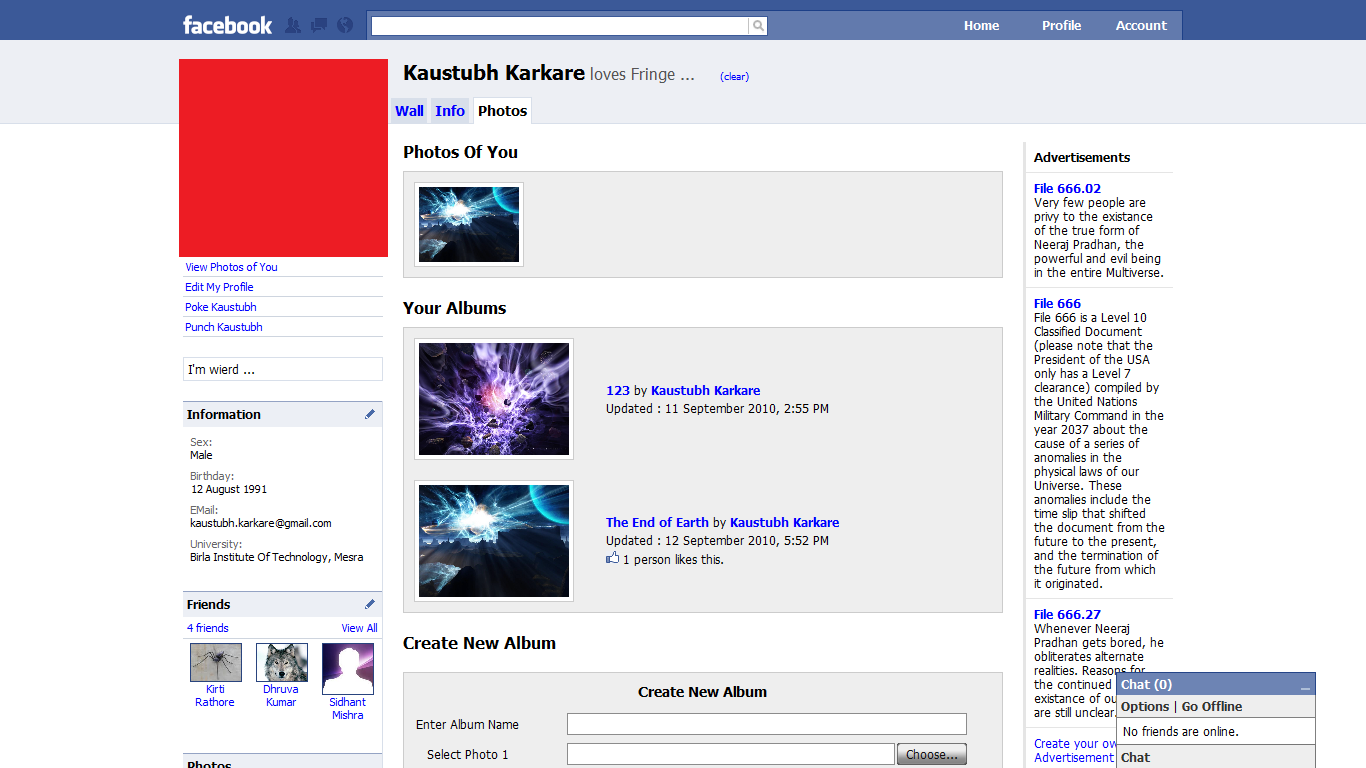 facebook
Home Profile Account
Kaustubh Karkare loves Fringe ... (clear)
Wall Info Photos
View Photos of You
Edit My Profile
Poke Kaustubh
Punch Kaustubh
I'm wierd ...
Information
Sex:
Male
Birthday:
12 August 1991
EMail:
kaustubh.karkare@gmail.com
University:
Birla Institute Of Technology, Mesra
Friends
4 friends View All
Kirti
Rathore
Dhruva
Kumar
Sidhant
Mishra
Photos
Photos Of You
Your Albums
123 by Kaustubh Karkare
Updated : 11 September 2010, 2:55 PM
The End of Earth by Kaustubh Karkare
Updated : 12 September 2010, 5:52 PM
1 person likes this.
Create New Album
Create New Album
Enter Album Name
Select Photo 1 Choose...
Advertisements
File 666.02
Very few people are
privy to the existance
of the true form of
Neeraj Pradhan, the
powerful and evil being
in the entire Multiverse.
File 666
File 666 is a Level 10
Classified Document
(please note that the
President of the USA
only has a Level 7
clearance) compiled by
the United Nations
Military Command in the
year 2037 about the
cause of a series of
anomalies in the
physical laws of our
Universe. These
anomalies include the
time slip that shifted
the document from the
future to the present,
and the termination of
the future from which
it originated.
File 666.27
Whenever Neeraj
Pradhan gets bored, he
obliterates alternate
realities. Reasons for
the continued
existance of
are still unclear.
Create your
Advertisement
Chat (0)
Options | Go Offline
No friends are online.
Chat